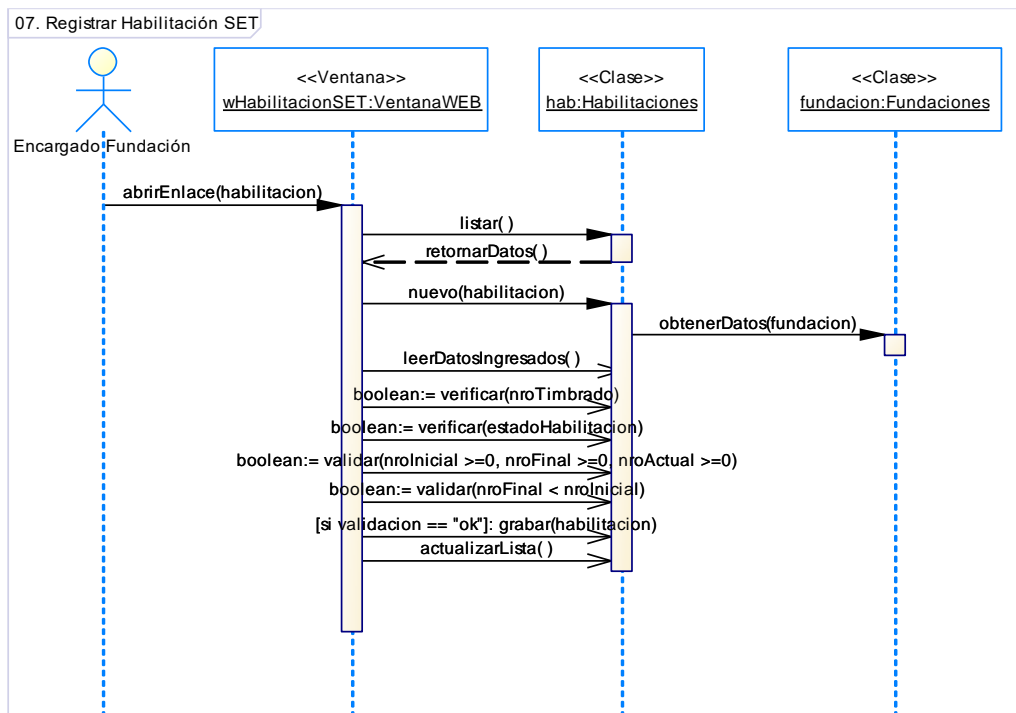 07. Registrar Habilitación SET
<<Ventana>>
wHabilitacionSET:VentanaWEB
<<Clase>>
hab:Habilitaciones
<<Clase>>
fundacion:Fundaciones
Encargado Fundación
abrirEnlace(habilitacion)
listar( )
retornarDatos( )
nuevo(habilitacion)
obtenerDatos(fundacion)
leerDatosIngresados( )
boolean:= verificar(nroTimbrado)
boolean:= verificar(estadoHabilitacion)
boolean:= validar(nroInicial >=0, nroFinal >=0, nroActual >=0)
boolean:= validar(nroFinal < nroInicial)
[si validacion == "ok"]: grabar(habilitacion)
actualizarLista( )